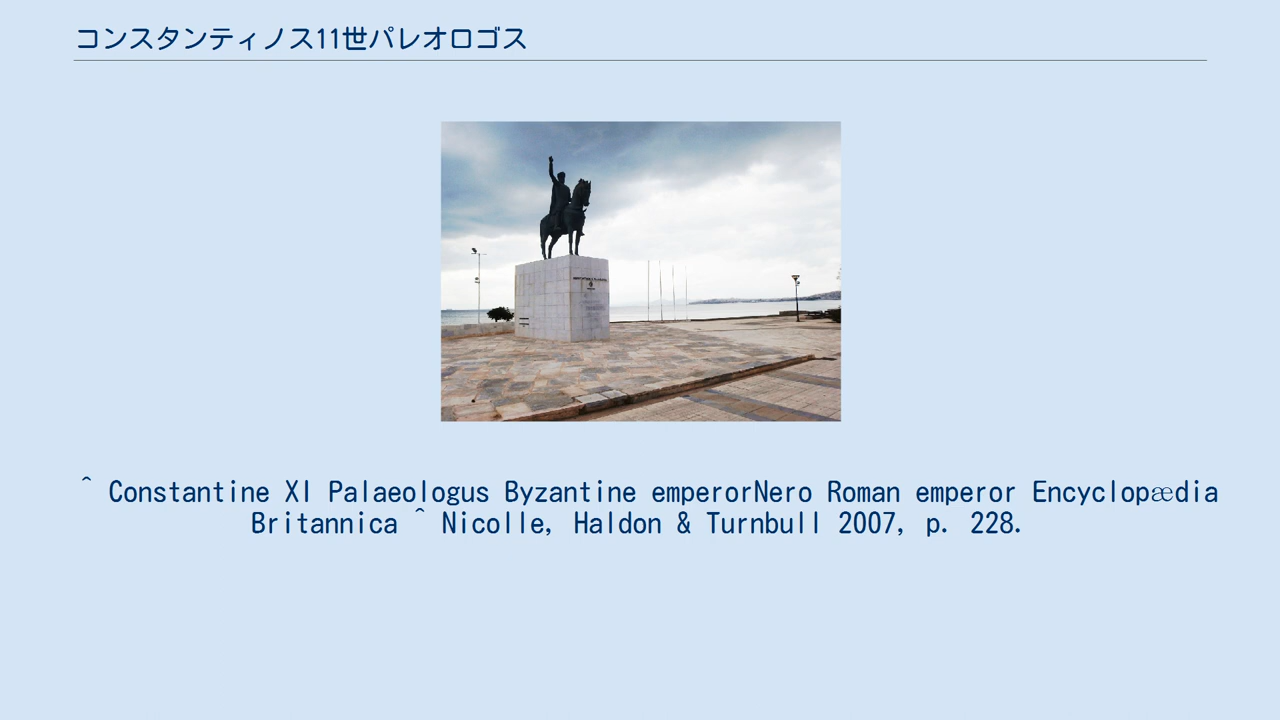 コンスタンティノス11世パレオロゴス
^ Constantine XI Palaeologus Byzantine emperorNero Roman emperor Encyclopædia
Britannica ^ Nicolle, Haldon & Turnbull 2007, p. 228.